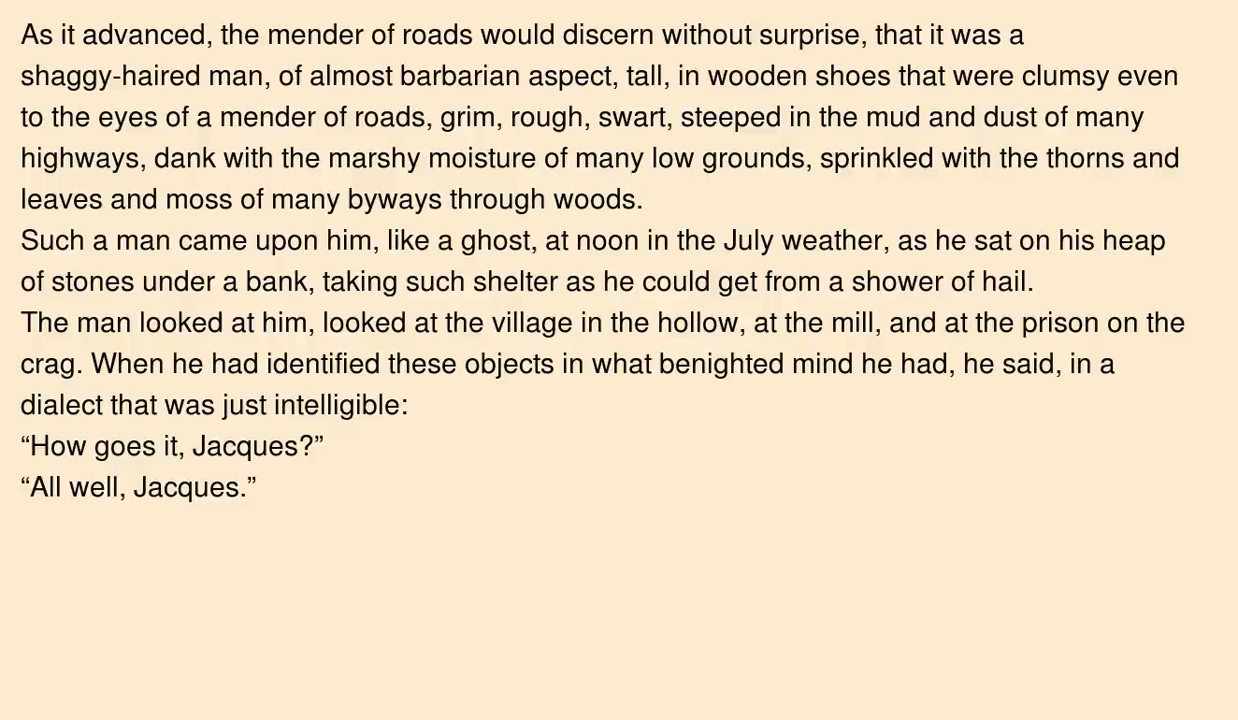 As it advanced, the mender of roads would discern without surprise, that it was a
shaggy-haired man, of almost barbarian aspect, tall, in wooden shoes that were clumsy even
to the eyes of a mender of roads, grim, rough, swart, steeped in the mud and dust of many
highways, dank with the marshy moisture of many low grounds, sprinkled with the thorns and
leaves and moss of many byways through woods.
Such a man came upon him, like a ghost, at noon in the July weather, as he sat on his heap
of stones under a bank, taking such shelter as he could get from a shower of hail.
The man looked at him, looked at the village in the hollow, at the mill, and at the prison on the
crag. When he had identified these objects in what benighted mind he had, he said, in a
dialect that was just intelligible:
“How goes it, Jacques?”
“All well, Jacques.”